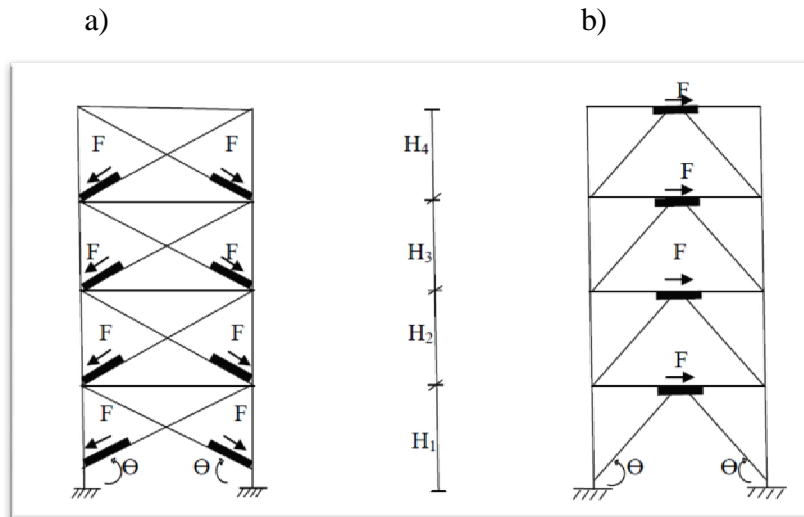 a)
b)
F
F F
H₄ F
F F
H₃ F
F F
H₂ F
F F
H₁
Ө Ө Ө Ө